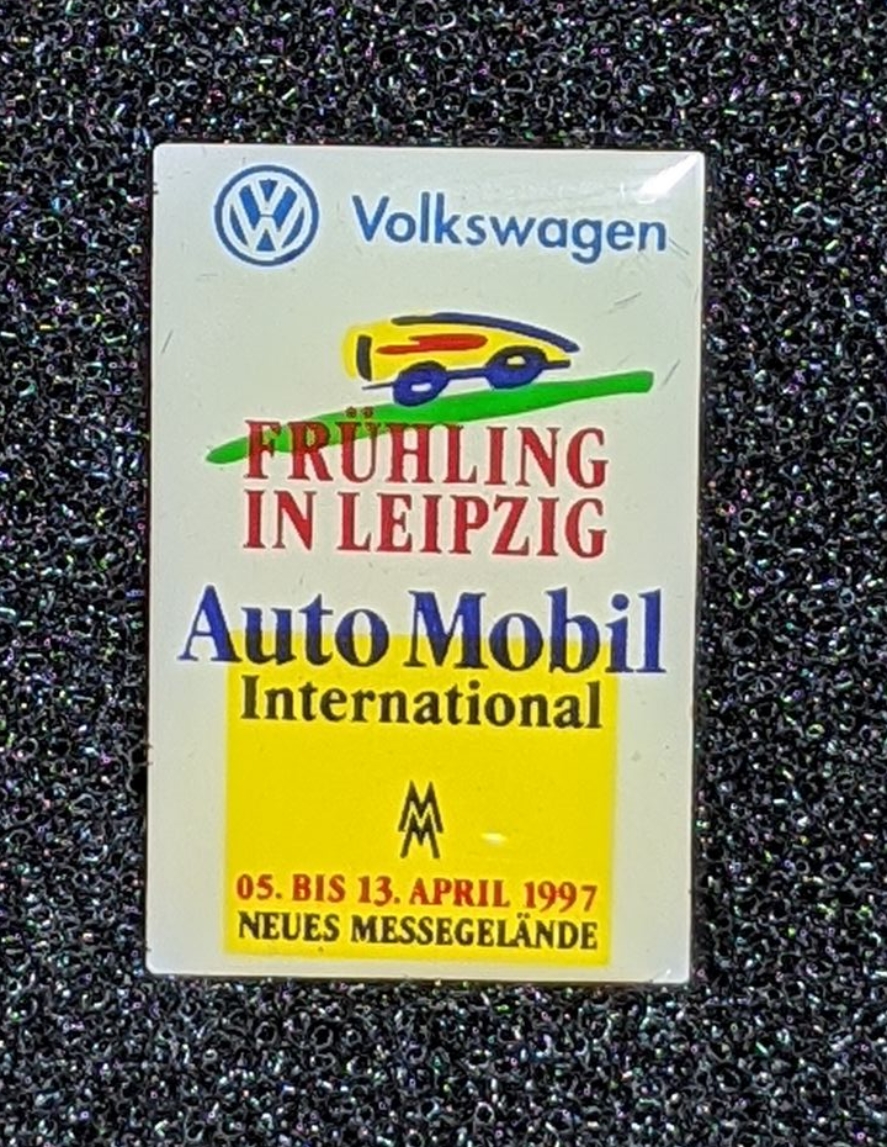 Volkswagen
FRÜHLING
IN LEIPZIG
Auto Mobil
International
05. BIS 13. APRIL 1997
NEUES MESSEGELÄNDE